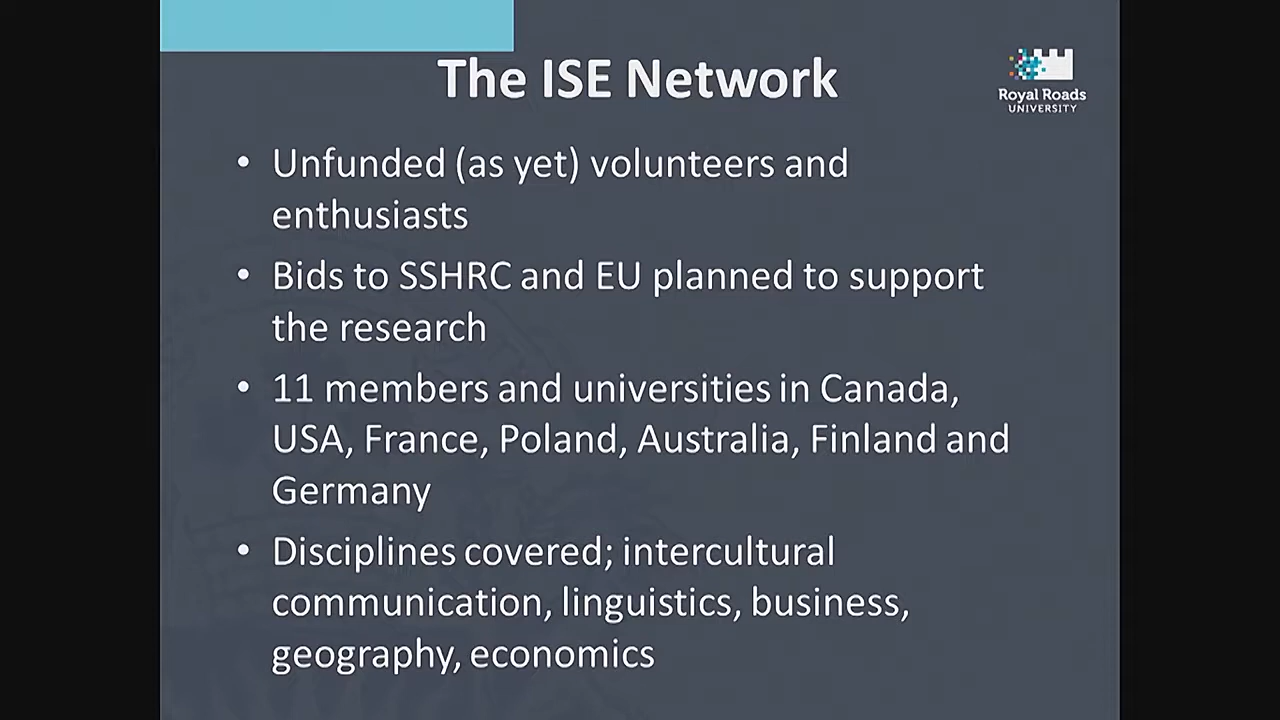 The ISE Network
Royal Roads
UNIVERSITY
• Unfunded (as yet) volunteers and
enthusiasts
• Bids to SSHRC and EU planned to support
the research
• 11 members and universities in Canada,
USA, France, Poland, Australia, Finland and
Germany
• Disciplines covered; intercultural
communication, linguistics, business,
geography, economics